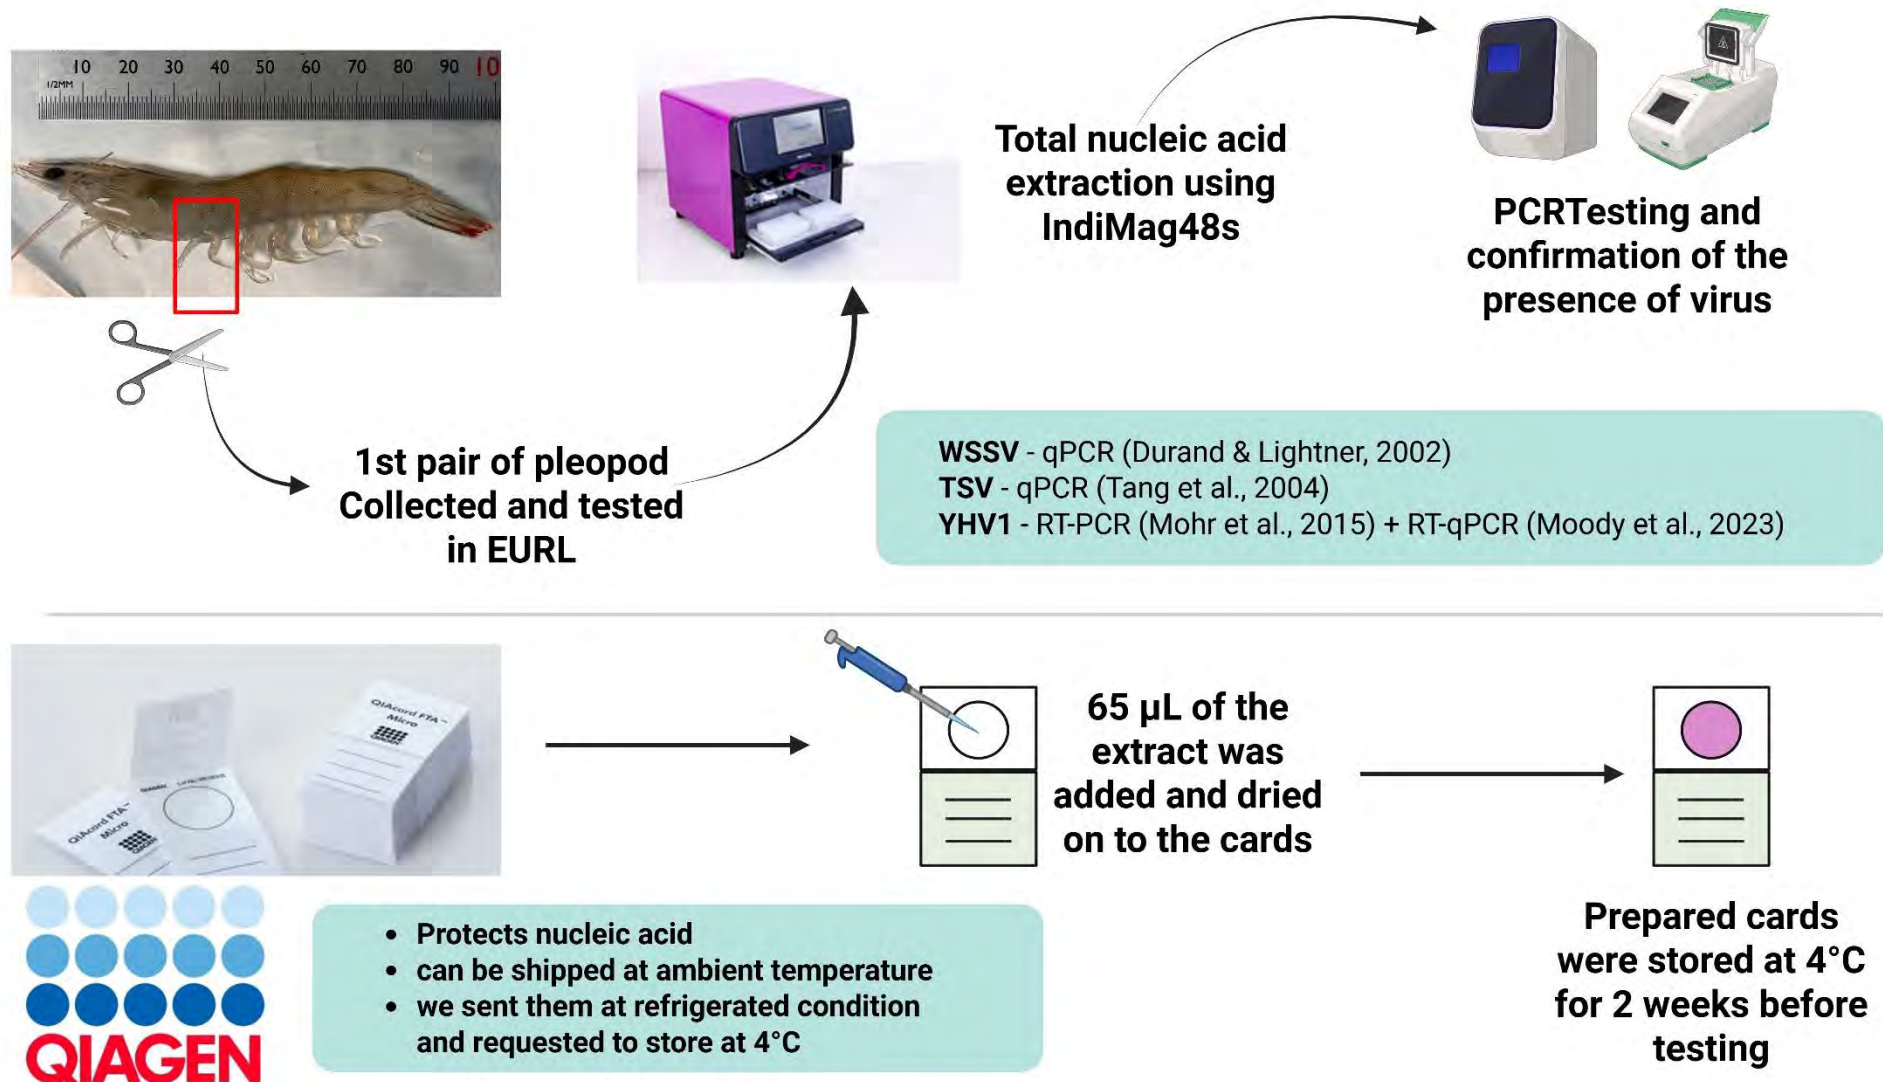 10 20 30 40 50 60 70 80 90 10
1/2MM
Total nucleic acid
extraction using
IndiMag48s
PCRTesting and
confirmation of the
presence of virus
1st pair of pleopod
Collected and tested
in EURL
WSSV - qPCR (Durand & Lightner, 2002)
TSV - qPCR (Tang et al., 2004)
YHV1 - RT-PCR (Mohr et al., 2015) + RT-qPCR (Moody et al., 2023)
QIAcard FTA™
Micro
QIAGEN
QIAcard FTA™
Micro
QIAGEN
65 µL of the
extract was
added and dried
on to the cards
QIAGEN
• Protects nucleic acid
• can be shipped at ambient temperature
• we sent them at refrigerated condition
and requested to store at 4°C
Prepared cards
were stored at 4°C
for 2 weeks before
testing